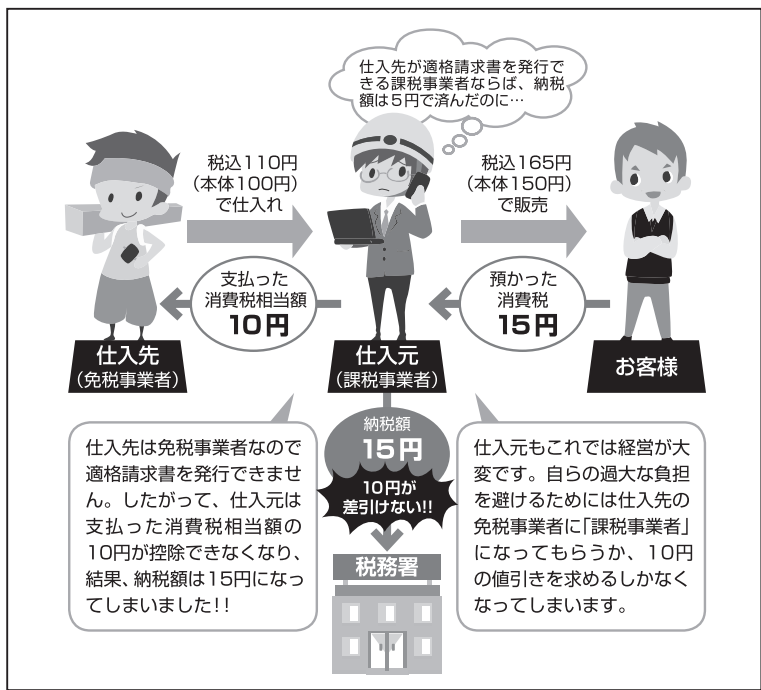 仕入先が適格請求書を発行で
きる課税事業者ならば、納税
額は5円で済んだのに…
税込110円
(本体100円)
で仕入れ
税込165円
(本体150円)
で販売
支払った
消費税相当額
10円
預かった
消費税
15円
仕入先
(免税事業者)
仕入元
(課税事業者)
お客様
納税額
15円
10円が
差引けない!!
税務署
仕入先は免税事業者なので
適格請求書を発行できませ
ん。したがって、仕入元は
支払った消費税相当額の
10円が控除できなくなり、
結果、納税額は15円になっ
てしまいました!!
仕入元もこれでは経営が大
変です。自らの過大な負担
を避けるためには仕入先の
免税事業者に「課税事業者」
になってもらうか、10円
の値引きを求めるしかなく
なってしまいます。